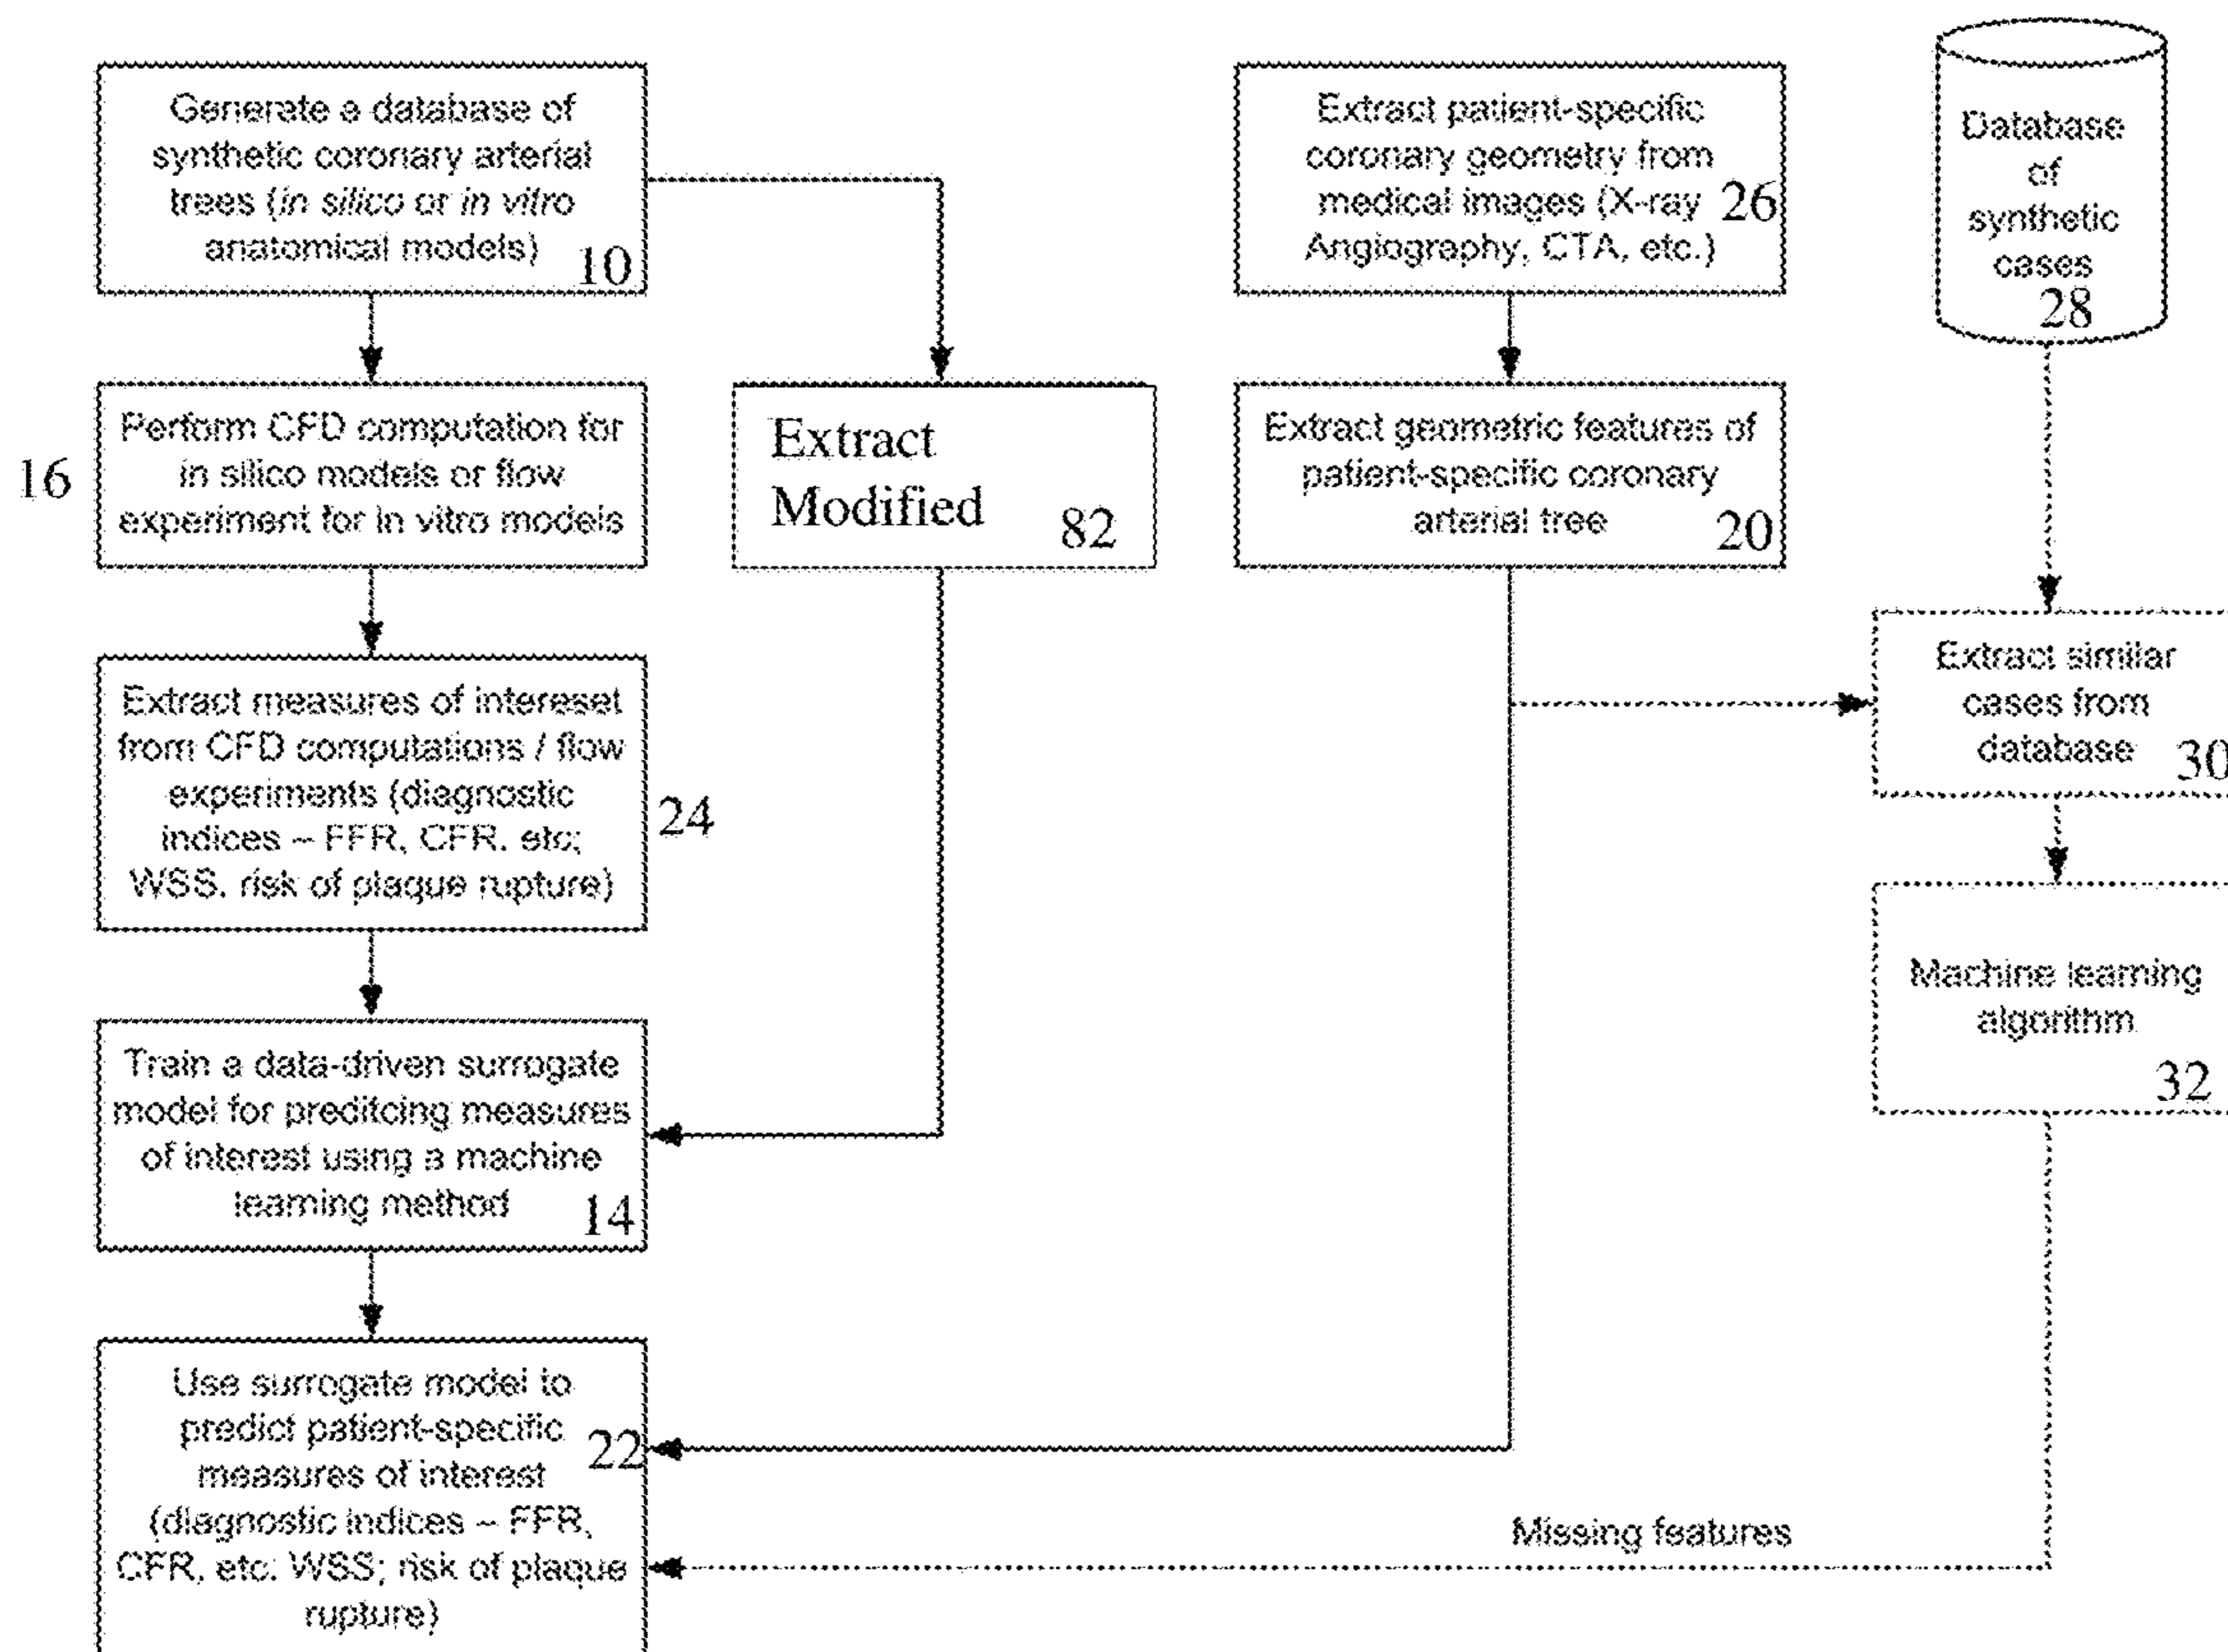 Generate a database of
synthetic coronary arterial
trees (in silico or in vitro
anatomical models)
10
Extract patient-specific
coronary geometry from
medical images (X-ray
Angiography, CTA, etc.)
26
Database
of
synthetic
cases
28
16
Perform CFD computation for
in silico models or flow
experiment for in vitro models
Extract
Modified
82
Extract geometric features of
patient-specific coronary
arterial tree
20
Extract similar
cases from
database
30
Extract measures of intereset
from CFD computations / flow
experiments (diagnostic
indices – FFR, CFR. etc;
WSS. risk of plaque rupture)
24
Machine learning
algorithm
32
Train a data-driven surrogate
model for preditcing measures
of interest using a machine
learning method
14
Use surrogate model to
predict patient-specific
measures of interest
(diagnostic indices – FFR,
CFR, etc: WSS; risk of plaque
rupture)
22
Missing features